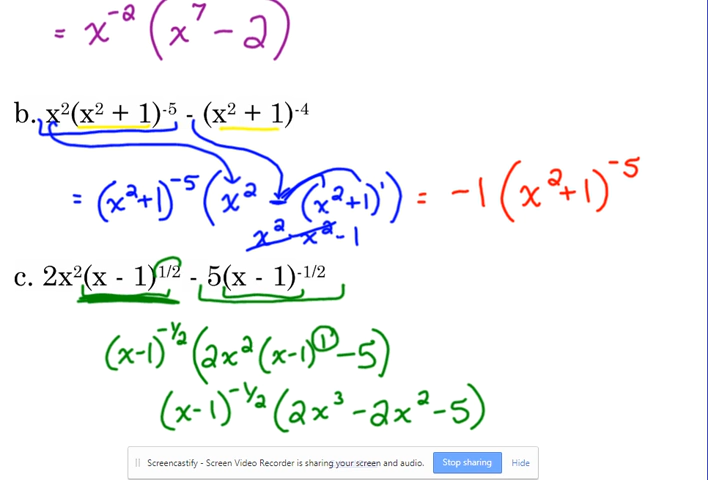 = x⁻² (x⁷ - 2)
b. x²(x² + 1)⁻⁵ - (x² + 1)⁻⁴
= (x²+1)⁻⁵ (x² - (x²+1)¹) = -1 (x²+1)⁻⁵
x² - x² - 1
c. 2x²(x - 1)¹/² - 5(x - 1)⁻¹/²
(x-1)⁻¹/² (2x² (x-1)¹ - 5)
(x-1)⁻¹/² (2x³ - 2x² - 5)
Screencastify - Screen Video Recorder is sharing your screen and audio. Stop sharing Hide